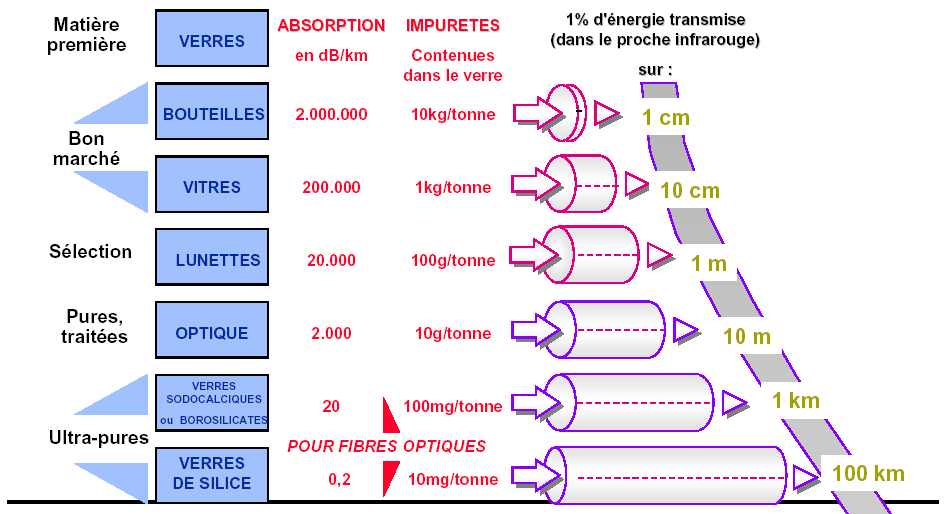 Matière
première
VERRES
ABSORPTION
en dB/km
IMPURETES
Contenues
dans le verre
1% d'énergie transmise
(dans le proche infrarouge)
sur :
Bon
marché
BOUTEILLES
2.000.000
10kg/tonne
1 cm
VITRES
200.000
1kg/tonne
10 cm
Sélection
LUNETTES
20.000
100g/tonne
1 m
Pures,
traitées
OPTIQUE
2.000
10g/tonne
10 m
Ultra-pures
VERRES
SODOCALCIQUES
ou BOROSILICATES
20
100mg/tonne
1 km
POUR FIBRES OPTIQUES
VERRES
DE SILICE
0,2
10mg/tonne
100 km